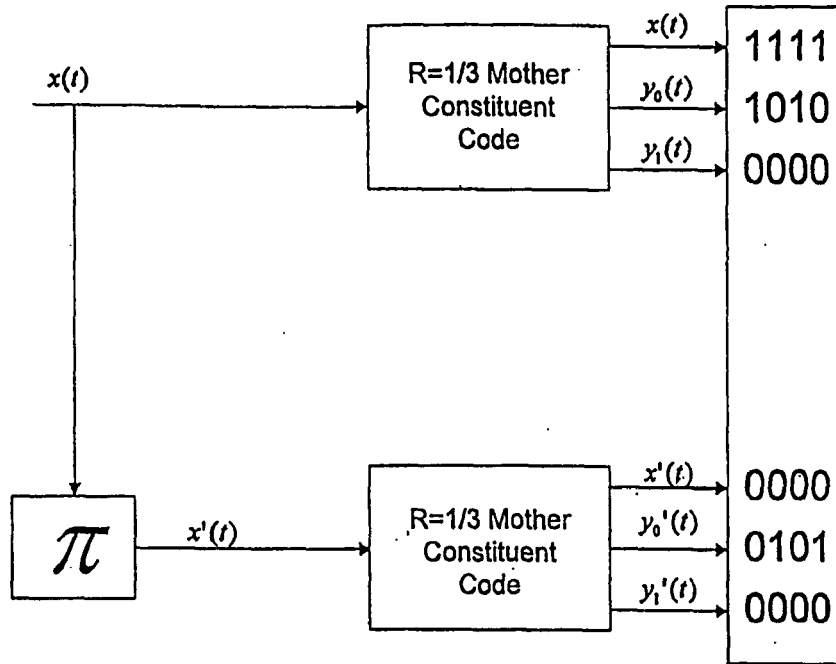 x(t)
R=1/3 Mother
Constituent
Code
x(t)
y₀(t)
y₁(t)
1111
1010
0000
π
x'(t)
R=1/3 Mother
Constituent
Code
x'(t)
y₀'(t)
y₁'(t)
0000
0101
0000